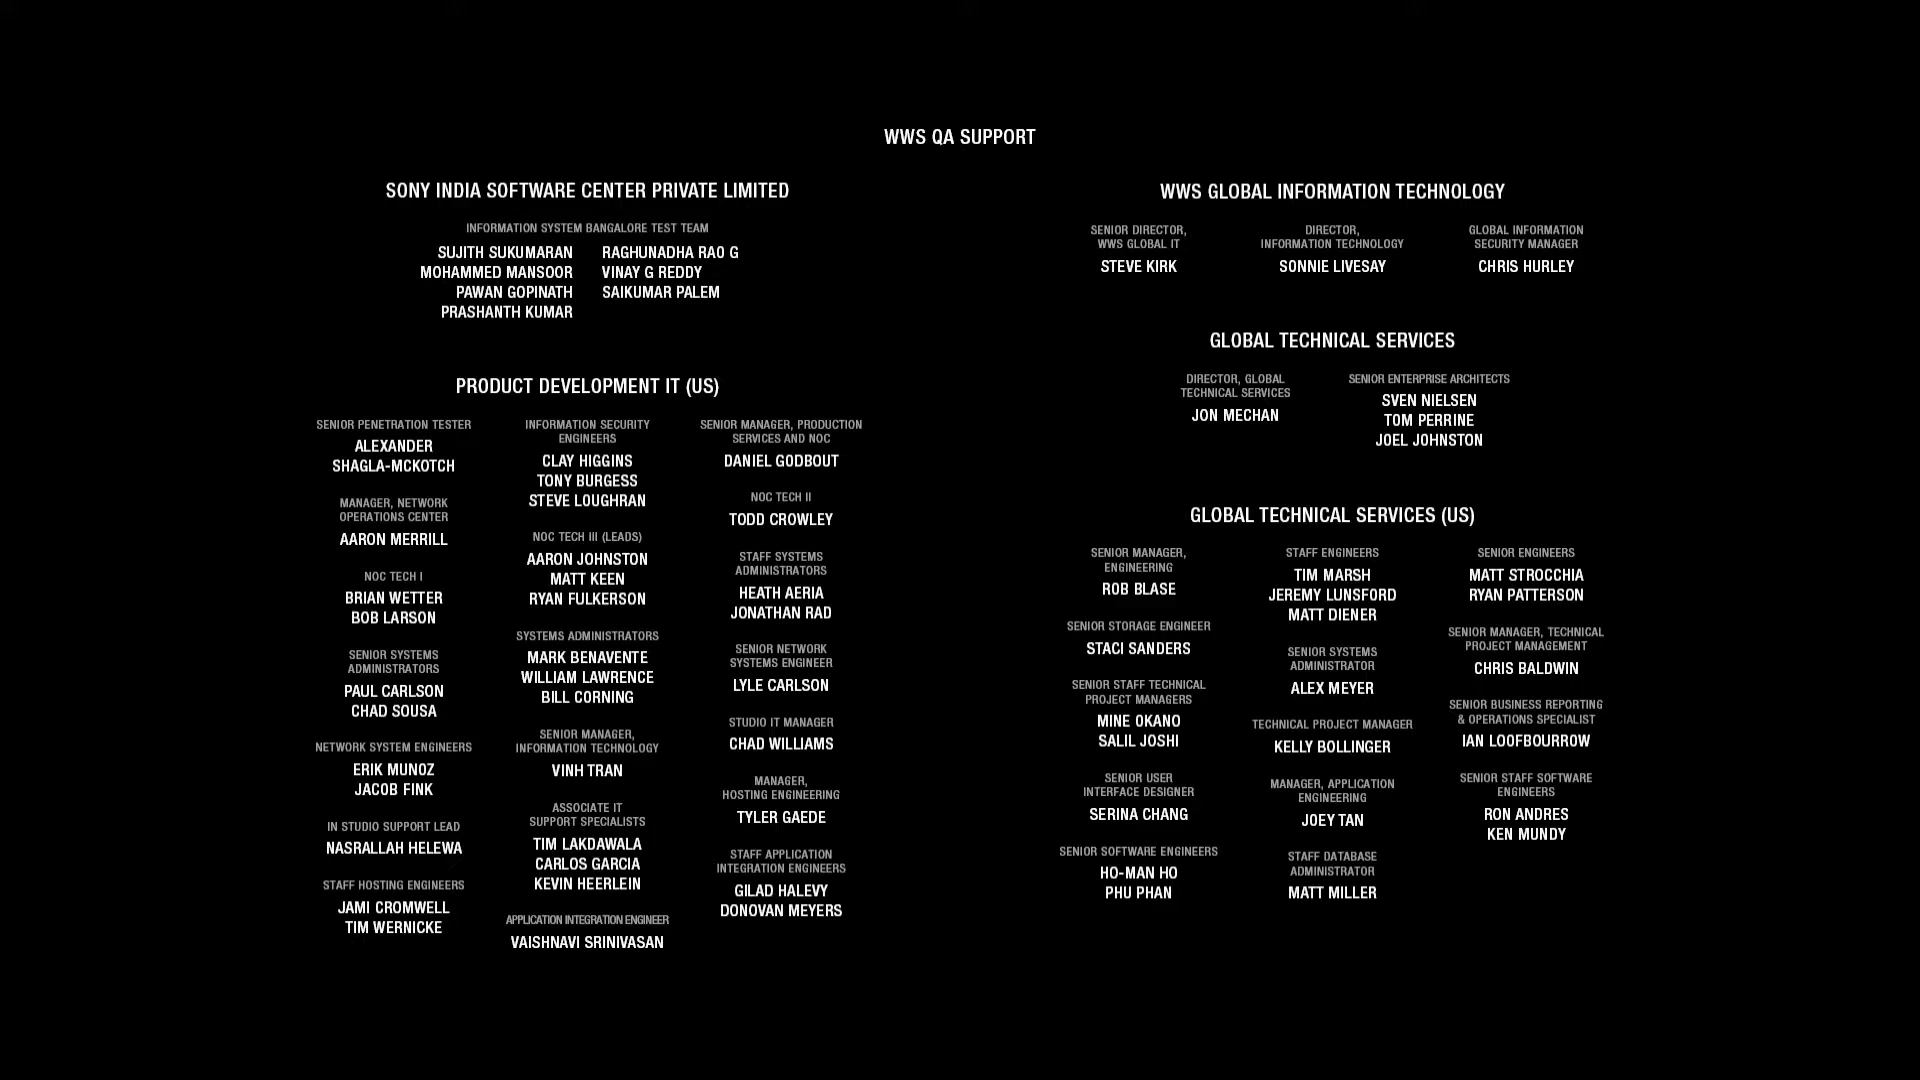 WWS QA SUPPORT
SONY INDIA SOFTWARE CENTER PRIVATE LIMITED
INFORMATION SYSTEM BANGALORE TEST TEAM
SUJITH SUKUMARAN RAGHUNADHA RAO G
MOHAMMED MANSOOR VINAY G REDDY
PAWAN GOPINATH SAIKUMAR PALEM
PRASHANTH KUMAR
PRODUCT DEVELOPMENT IT (US)
SENIOR PENETRATION TESTER
ALEXANDER
SHAGLA-MCKOTCH
MANAGER, NETWORK
OPERATIONS CENTER
AARON MERRILL
NOC TECH I
BRIAN WETTER
BOB LARSON
SENIOR SYSTEMS
ADMINISTRATORS
PAUL CARLSON
CHAD SOUSA
NETWORK SYSTEM ENGINEERS
ERIK MUNOZ
JACOB FINK
IN STUDIO SUPPORT LEAD
NASRALLAH HELEWA
STAFF HOSTING ENGINEERS
JAMI CROMWELL
TIM WERNICKE
INFORMATION SECURITY
ENGINEERS
CLAY HIGGINS
TONY BURGESS
STEVE LOUGHRAN
NOC TECH III (LEADS)
AARON JOHNSTON
MATT KEEN
RYAN FULKERSON
SYSTEMS ADMINISTRATORS
MARK BENAVENTE
WILLIAM LAWRENCE
BILL CORNING
SENIOR MANAGER,
INFORMATION TECHNOLOGY
VINH TRAN
ASSOCIATE IT
SUPPORT SPECIALISTS
TIM LAKDAWALA
CARLOS GARCIA
KEVIN HEERLEIN
APPLICATION INTEGRATION ENGINEER
VAISHNAVI SRINIVASAN
SENIOR MANAGER, PRODUCTION
SERVICES AND NOC
DANIEL GODBOUT
NOC TECH II
TODD CROWLEY
STAFF SYSTEMS
ADMINISTRATORS
HEATH AERIA
JONATHAN RAD
SENIOR NETWORK
SYSTEMS ENGINEER
LYLE CARLSON
STUDIO IT MANAGER
CHAD WILLIAMS
MANAGER,
HOSTING ENGINEERING
TYLER GAEDE
STAFF APPLICATION
INTEGRATION ENGINEERS
GILAD HALEVY
DONOVAN MEYERS
WWS GLOBAL INFORMATION TECHNOLOGY
SENIOR DIRECTOR,
WWS GLOBAL IT
STEVE KIRK
DIRECTOR,
INFORMATION TECHNOLOGY
SONNIE LIVESAY
GLOBAL INFORMATION
SECURITY MANAGER
CHRIS HURLEY
GLOBAL TECHNICAL SERVICES
DIRECTOR, GLOBAL
TECHNICAL SERVICES
JON MECHAN
SENIOR ENTERPRISE ARCHITECTS
SVEN NIELSEN
TOM PERRINE
JOEL JOHNSTON
GLOBAL TECHNICAL SERVICES (US)
SENIOR MANAGER,
ENGINEERING
ROB BLASE
SENIOR STORAGE ENGINEER
STACI SANDERS
SENIOR STAFF TECHNICAL
PROJECT MANAGERS
MINE OKANO
SALIL JOSHI
SENIOR USER
INTERFACE DESIGNER
SERINA CHANG
SENIOR SOFTWARE ENGINEERS
HO-MAN HO
PHU PHAN
STAFF ENGINEERS
TIM MARSH
JEREMY LUNSFORD
MATT DIENER
SENIOR SYSTEMS
ADMINISTRATOR
ALEX MEYER
TECHNICAL PROJECT MANAGER
KELLY BOLLINGER
MANAGER, APPLICATION
ENGINEERING
JOEY TAN
STAFF DATABASE
ADMINISTRATOR
MATT MILLER
SENIOR ENGINEERS
MATT STROCCHIA
RYAN PATTERSON
SENIOR MANAGER, TECHNICAL
PROJECT MANAGEMENT
CHRIS BALDWIN
SENIOR BUSINESS REPORTING
& OPERATIONS SPECIALIST
IAN LOOFBOURROW
SENIOR STAFF SOFTWARE
ENGINEERS
RON ANDRES
KEN MUNDY